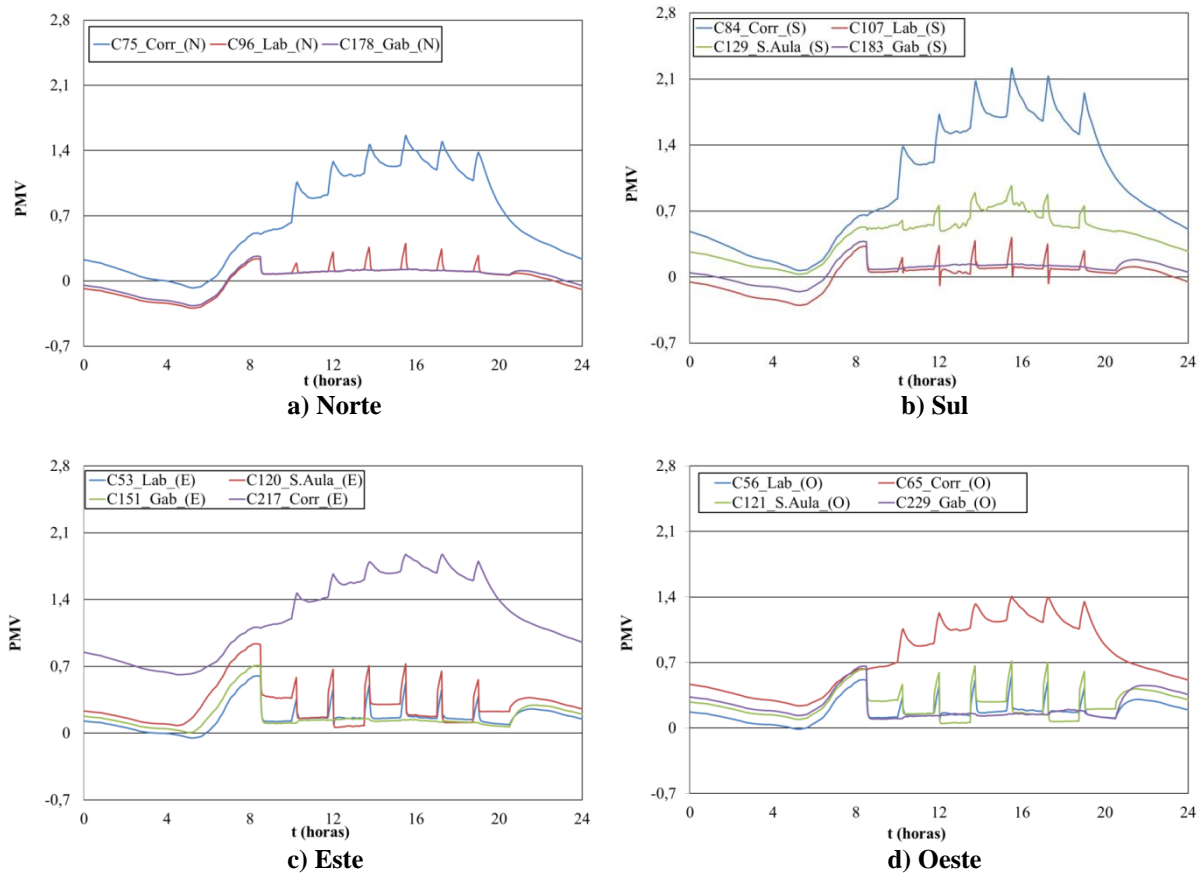 2,8
C75_Corr_(N) C96_Lab_(N) C178_Gab_(N)
2,1
1,4
PMV
0,7
0
-0,7
0 4 8 12 16 20 24
t (horas)
a) Norte
2,8
C84_Corr_(S) C107_Lab_(S)
C129_S.Aula_(S) C183_Gab_(S)
2,1
1,4
PMV
0,7
0
-0,7
0 4 8 12 16 20 24
t (horas)
b) Sul
2,8
C53_Lab_(E) C120_S.Aula_(E)
C151_Gab_(E) C217_Corr_(E)
2,1
1,4
PMV
0,7
0
-0,7
0 4 8 12 16 20 24
t (horas)
c) Este
2,8
C56_Lab_(O) C65_Corr_(O)
C121_S.Aula_(O) C229_Gab_(O)
2,1
1,4
PMV
0,7
0
-0,7
0 4 8 12 16 20 24
t (horas)
d) Oeste